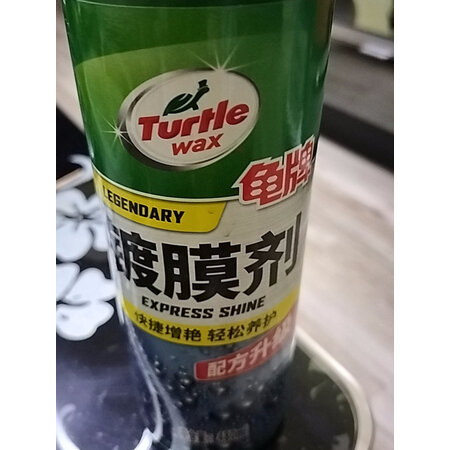 Turtle
wax
龟牌
LEGENDARY
镀膜剂
EXPRESS SHINE
快捷增艳 轻松养护
配方升级